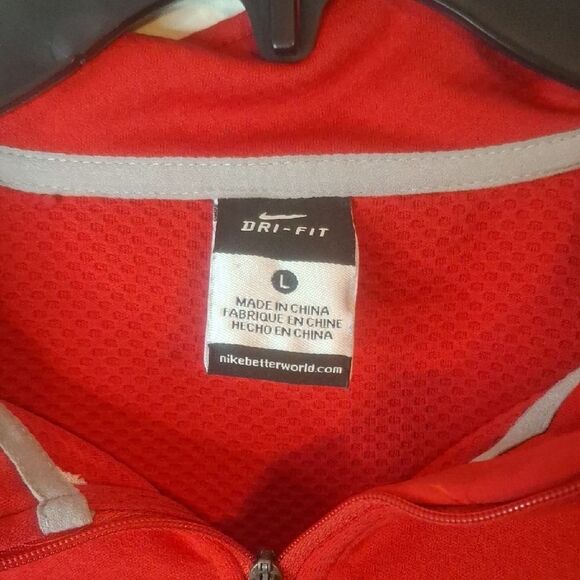 DRI-FIT
L
MADE IN CHINA
FABRIQUE EN CHINE
HECHO EN CHINA
nikebetterworld.com